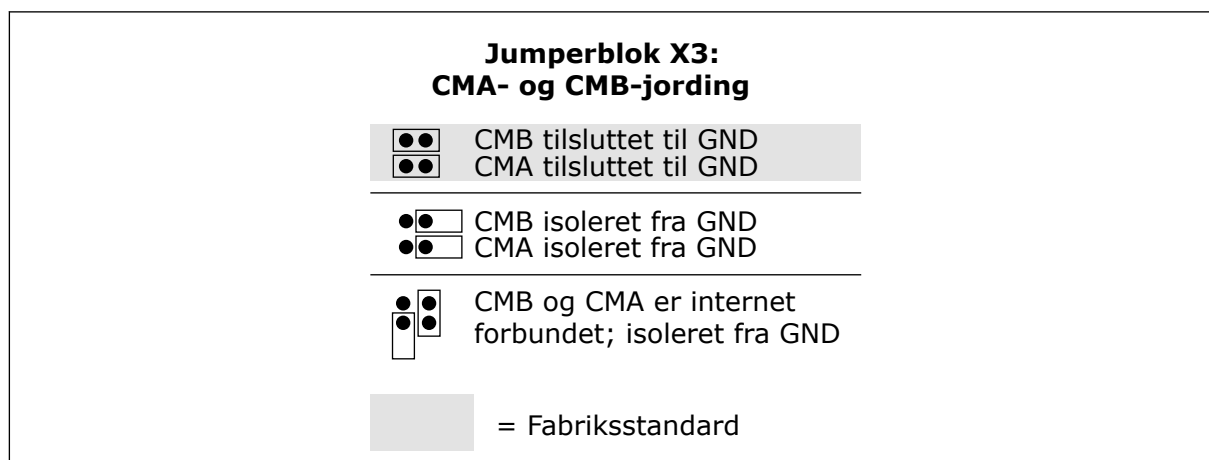 Jumperblok X3:
CMA- og CMB-jording
CMB tilsluttet til GND
CMA tilsluttet til GND
CMB isoleret fra GND
CMA isoleret fra GND
CMB og CMA er internet
forbundet; isoleret fra GND
= Fabriksstandard